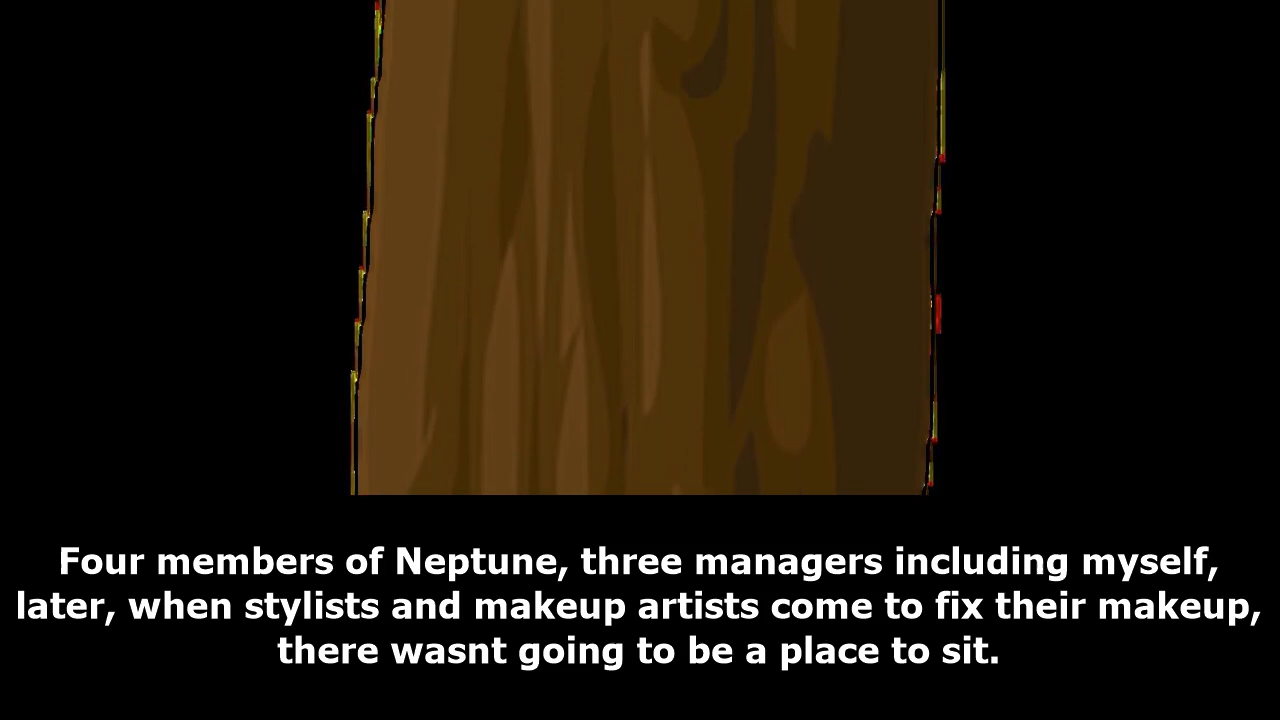 Four members of Neptune, three managers including myself,
later, when stylists and makeup artists come to fix their makeup,
there wasnt going to be a place to sit.